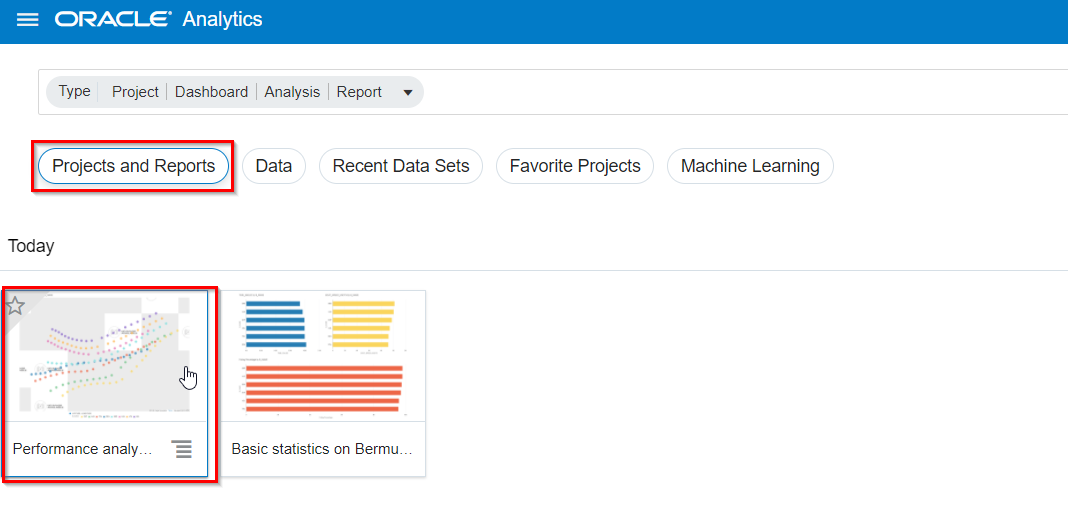 ORACLE® Analytics
Type Project Dashboard Analysis Report
Projects and Reports Data Recent Data Sets Favorite Projects Machine Learning
Today
Performance analy... Basic statistics on Bermu...